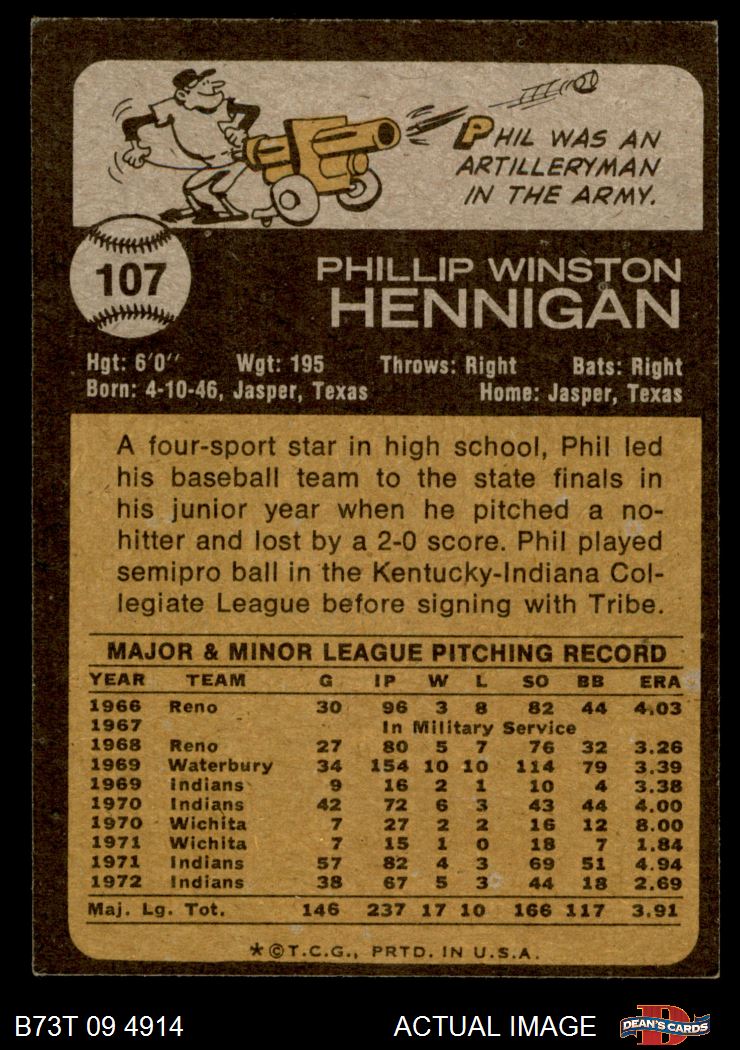 PHIL WAS AN
ARTILLERYMAN
IN THE ARMY.
107
PHILLIP WINSTON
HENNIGAN
Hgt: 6'0" Wgt: 195 Throws: Right Bats: Right
Born: 4-10-46, Jasper, Texas Home: Jasper, Texas
A four-sport star in high school, Phil led
his baseball team to the state finals in
his junior year when he pitched a no-
hitter and lost by a 2-0 score. Phil played
semipro ball in the Kentucky-Indiana Col-
legiate League before signing with Tribe.
MAJOR & MINOR LEAGUE PITCHING RECORD
YEAR TEAM G IP W L SO BB ERA
1966 Reno 30 96 3 8 82 44 4.03
1967 In Military Service
1968 Reno 27 80 5 7 76 32 3.26
1969 Waterbury 34 154 10 10 114 79 3.39
1969 Indians 9 16 2 1 10 4 3.38
1970 Indians 42 72 6 3 43 44 4.00
1970 Wichita 7 27 2 2 16 12 8.00
1971 Wichita 7 15 1 0 18 7 1.84
1971 Indians 57 82 4 3 69 51 4.94
1972 Indians 38 67 5 3 44 18 2.69
Maj. Lg. Tot. 146 237 17 10 166 117 3.91
*©T.C.G., PRTD. IN U.S.A.
B73T 09 4914 ACTUAL IMAGE D DEAN'S CARDS